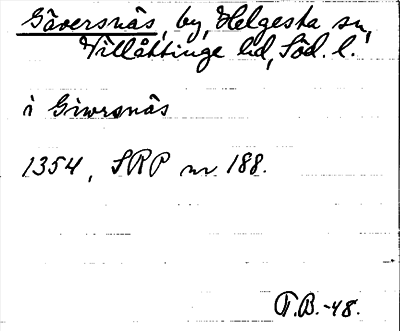 Gäversnäs, by, Helgesta sn,
Villåttinge hd, Söd. l.
i Giwrsnäs
1354, SRP nr 188.
T.B.-48.